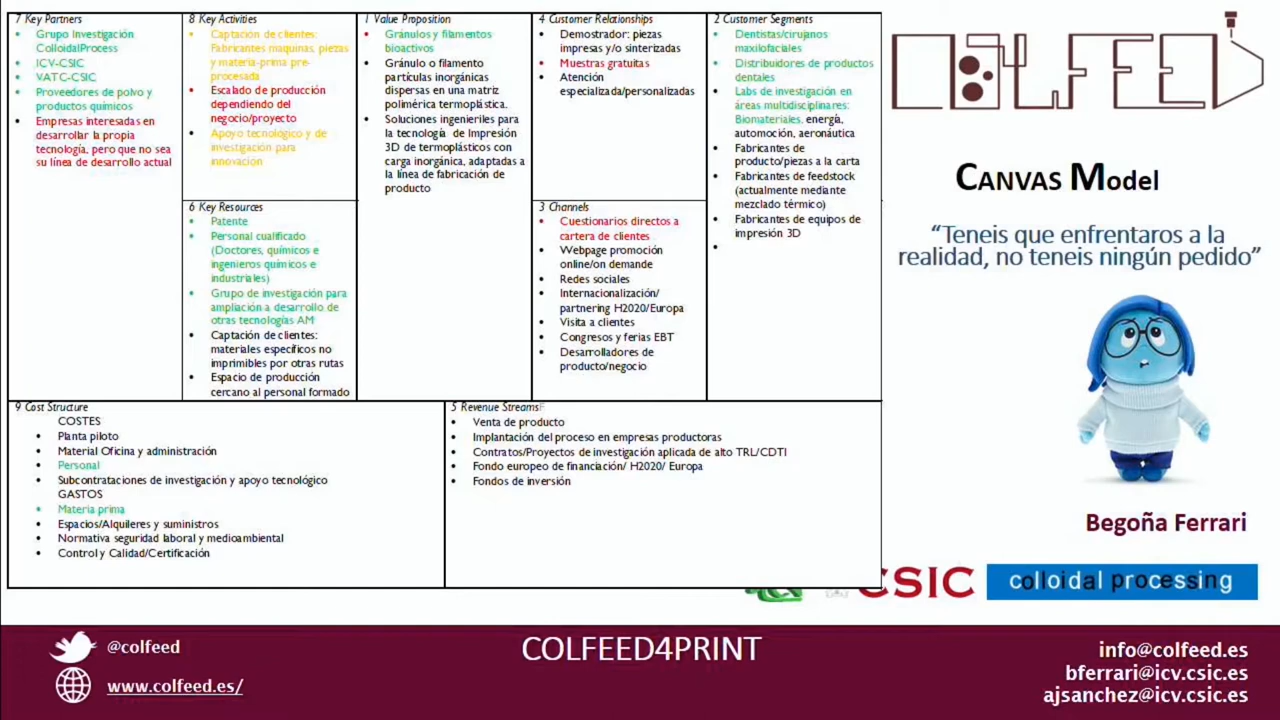 7 Key Partners
• Grupo Investigación
ColloidalProcess
• ICV-CSIC
• VATC-CSIC
• Proveedores de polvo y
productos químicos
• Empresas interesadas en
desarrollar la propia
tecnología, pero que no sea
su línea de desarrollo actual
8 Key Activities
• Captación de clientes:
Fabricantes maquinas, piezas
y materia-prima pre-
procesada
• Escalado de producción
dependiendo del
negocio/proyecto
• Apoyo tecnológico y de
investigación para
innovación
6 Key Resources
• Patente
• Personal cualificado
(Doctores, químicos e
ingenieros químicos e
industriales)
• Grupo de investigación para
ampliación a desarrollo de
otras tecnologías AM
• Captación de clientes:
materiales específicos no
imprimibles por otras rutas
• Espacio de producción
cercano al personal formado
1 Value Proposition
• Gránulos y filamentos
bioactivos
• Gránulo o filamento
partículas inorgánicas
dispersas en una matriz
polimérica termoplástica.
• Soluciones ingenieriles para
la tecnología de Impresión
3D de termoplásticos con
carga inorgánica, adaptadas a
la línea de fabricación de
producto
4 Customer Relationships
• Demostrador: piezas
impresas y/o sinterizadas
• Muestras gratuitas
• Atención
especializada/personalizadas
3 Channels
• Cuestionarios directos a
cartera de clientes
• Webpage promoción
online/on demande
• Redes sociales
• Internacionalización/
partnering H2020/Europa
• Visita a clientes
• Congresos y ferias EBT
• Desarrolladores de
producto/negocio
2 Customer Segments
• Dentistas/cirujanos
maxilofaciales
• Distribuidores de productos
dentales
• Labs de investigación en
áreas multidisciplinares:
Biomateriales, energía,
automoción, aeronáutica
• Fabricantes de
producto/piezas a la carta
• Fabricantes de feedstock
(actualmente mediante
mezclado térmico)
• Fabricantes de equipos de
impresión 3D
•
9 Cost Structure
COSTES
• Planta piloto
• Material Oficina y administración
• Personal
• Subcontrataciones de investigación y apoyo tecnológico
GASTOS
• Materia prima
• Espacios/Alquileres y suministros
• Normativa seguridad laboral y medioambiental
• Control y Calidad/Certificación
5 Revenue Streams
• Venta de producto
• Implantación del proceso en empresas productoras
• Contratos/Proyectos de investigación aplicada de alto TRL/CDTI
• Fondo europeo de financiación/ H2020/ Europa
• Fondos de inversión
COLFEED
CANVAS Model
“Teneis que enfrentaros a la
realidad, no teneis ningún pedido”
Begoña Ferrari
CSIC
colloidal processing
@colfeed
www.colfeed.es/
COLFEED4PRINT
info@colfeed.es
bferrari@icv.csic.es
ajsanchez@icv.csic.es